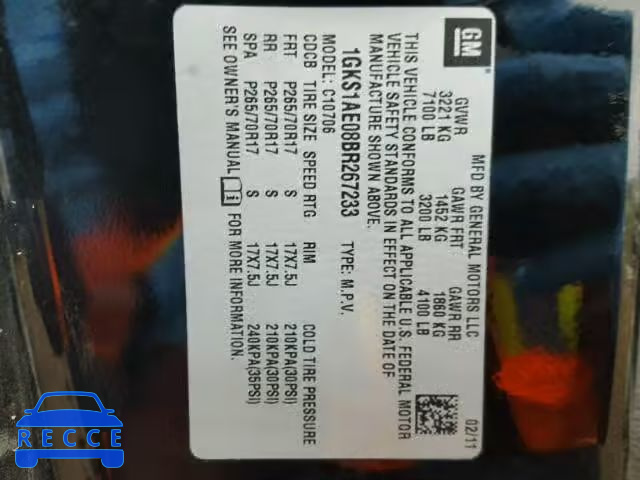 GM
MFD BY GENERAL MOTORS LLC 02/11
GVWR GAWR FRT GAWR RR
3221 KG 1452 KG 1860 KG
7100 LB 3200 LB 4100 LB
THIS VEHICLE CONFORMS TO ALL APPLICABLE U.S. FEDERAL MOTOR
VEHICLE SAFETY STANDARDS IN EFFECT ON THE DATE OF
MANUFACTURE SHOWN ABOVE.
1GKS1AE08BR267233 TYPE: M.P.V.
MODEL: C10706
CDCB TIRE SIZE SPEED RTG RIM COLD TIRE PRESSURE
FRT P265/70R17 S 17X7.5J 210KPA(30PSI)
RR P265/70R17 S 17X7.5J 210KPA(30PSI)
SPA P265/70R17 S 17X7.5J 240KPA(35PSI)
SEE OWNER'S MANUAL i FOR MORE INFORMATION.
RECCE